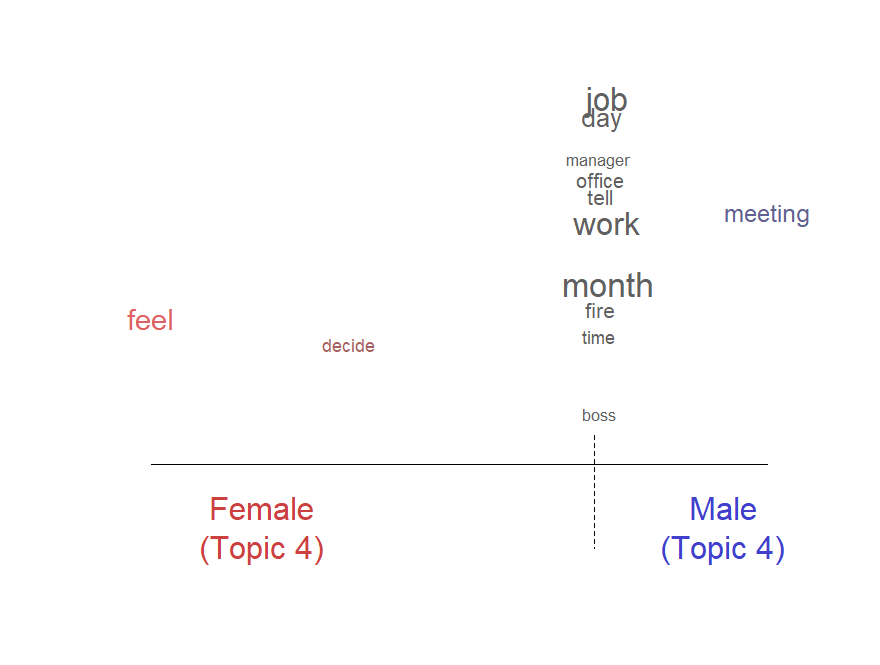 job
day
manager
office
tell
work
meeting
month
fire
feel
time
decide
boss
Female
(Topic 4)
Male
(Topic 4)